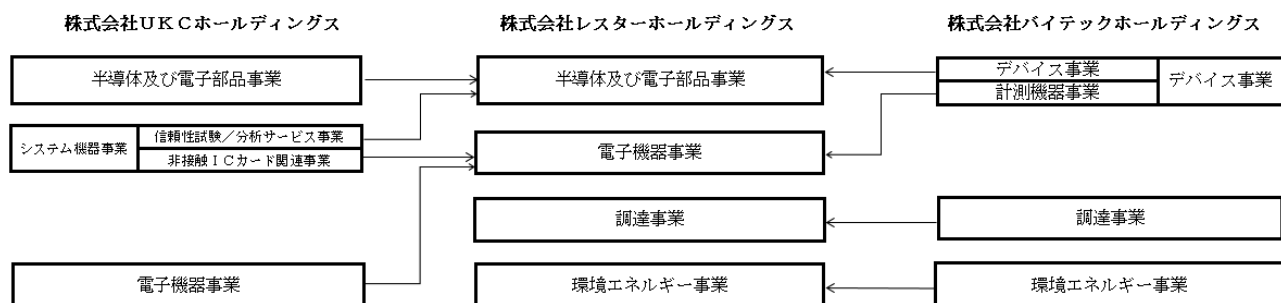 株式会社UKCホールディングス
株式会社レスターホールディングス
株式会社バイテックホールディングス
半導体及び電子部品事業
半導体及び電子部品事業
デバイス事業
計測機器事業
デバイス事業
システム機器事業
信頼性試験／分析サービス事業
非接触ＩＣカード関連事業
電子機器事業
調達事業
調達事業
電子機器事業
環境エネルギー事業
環境エネルギー事業